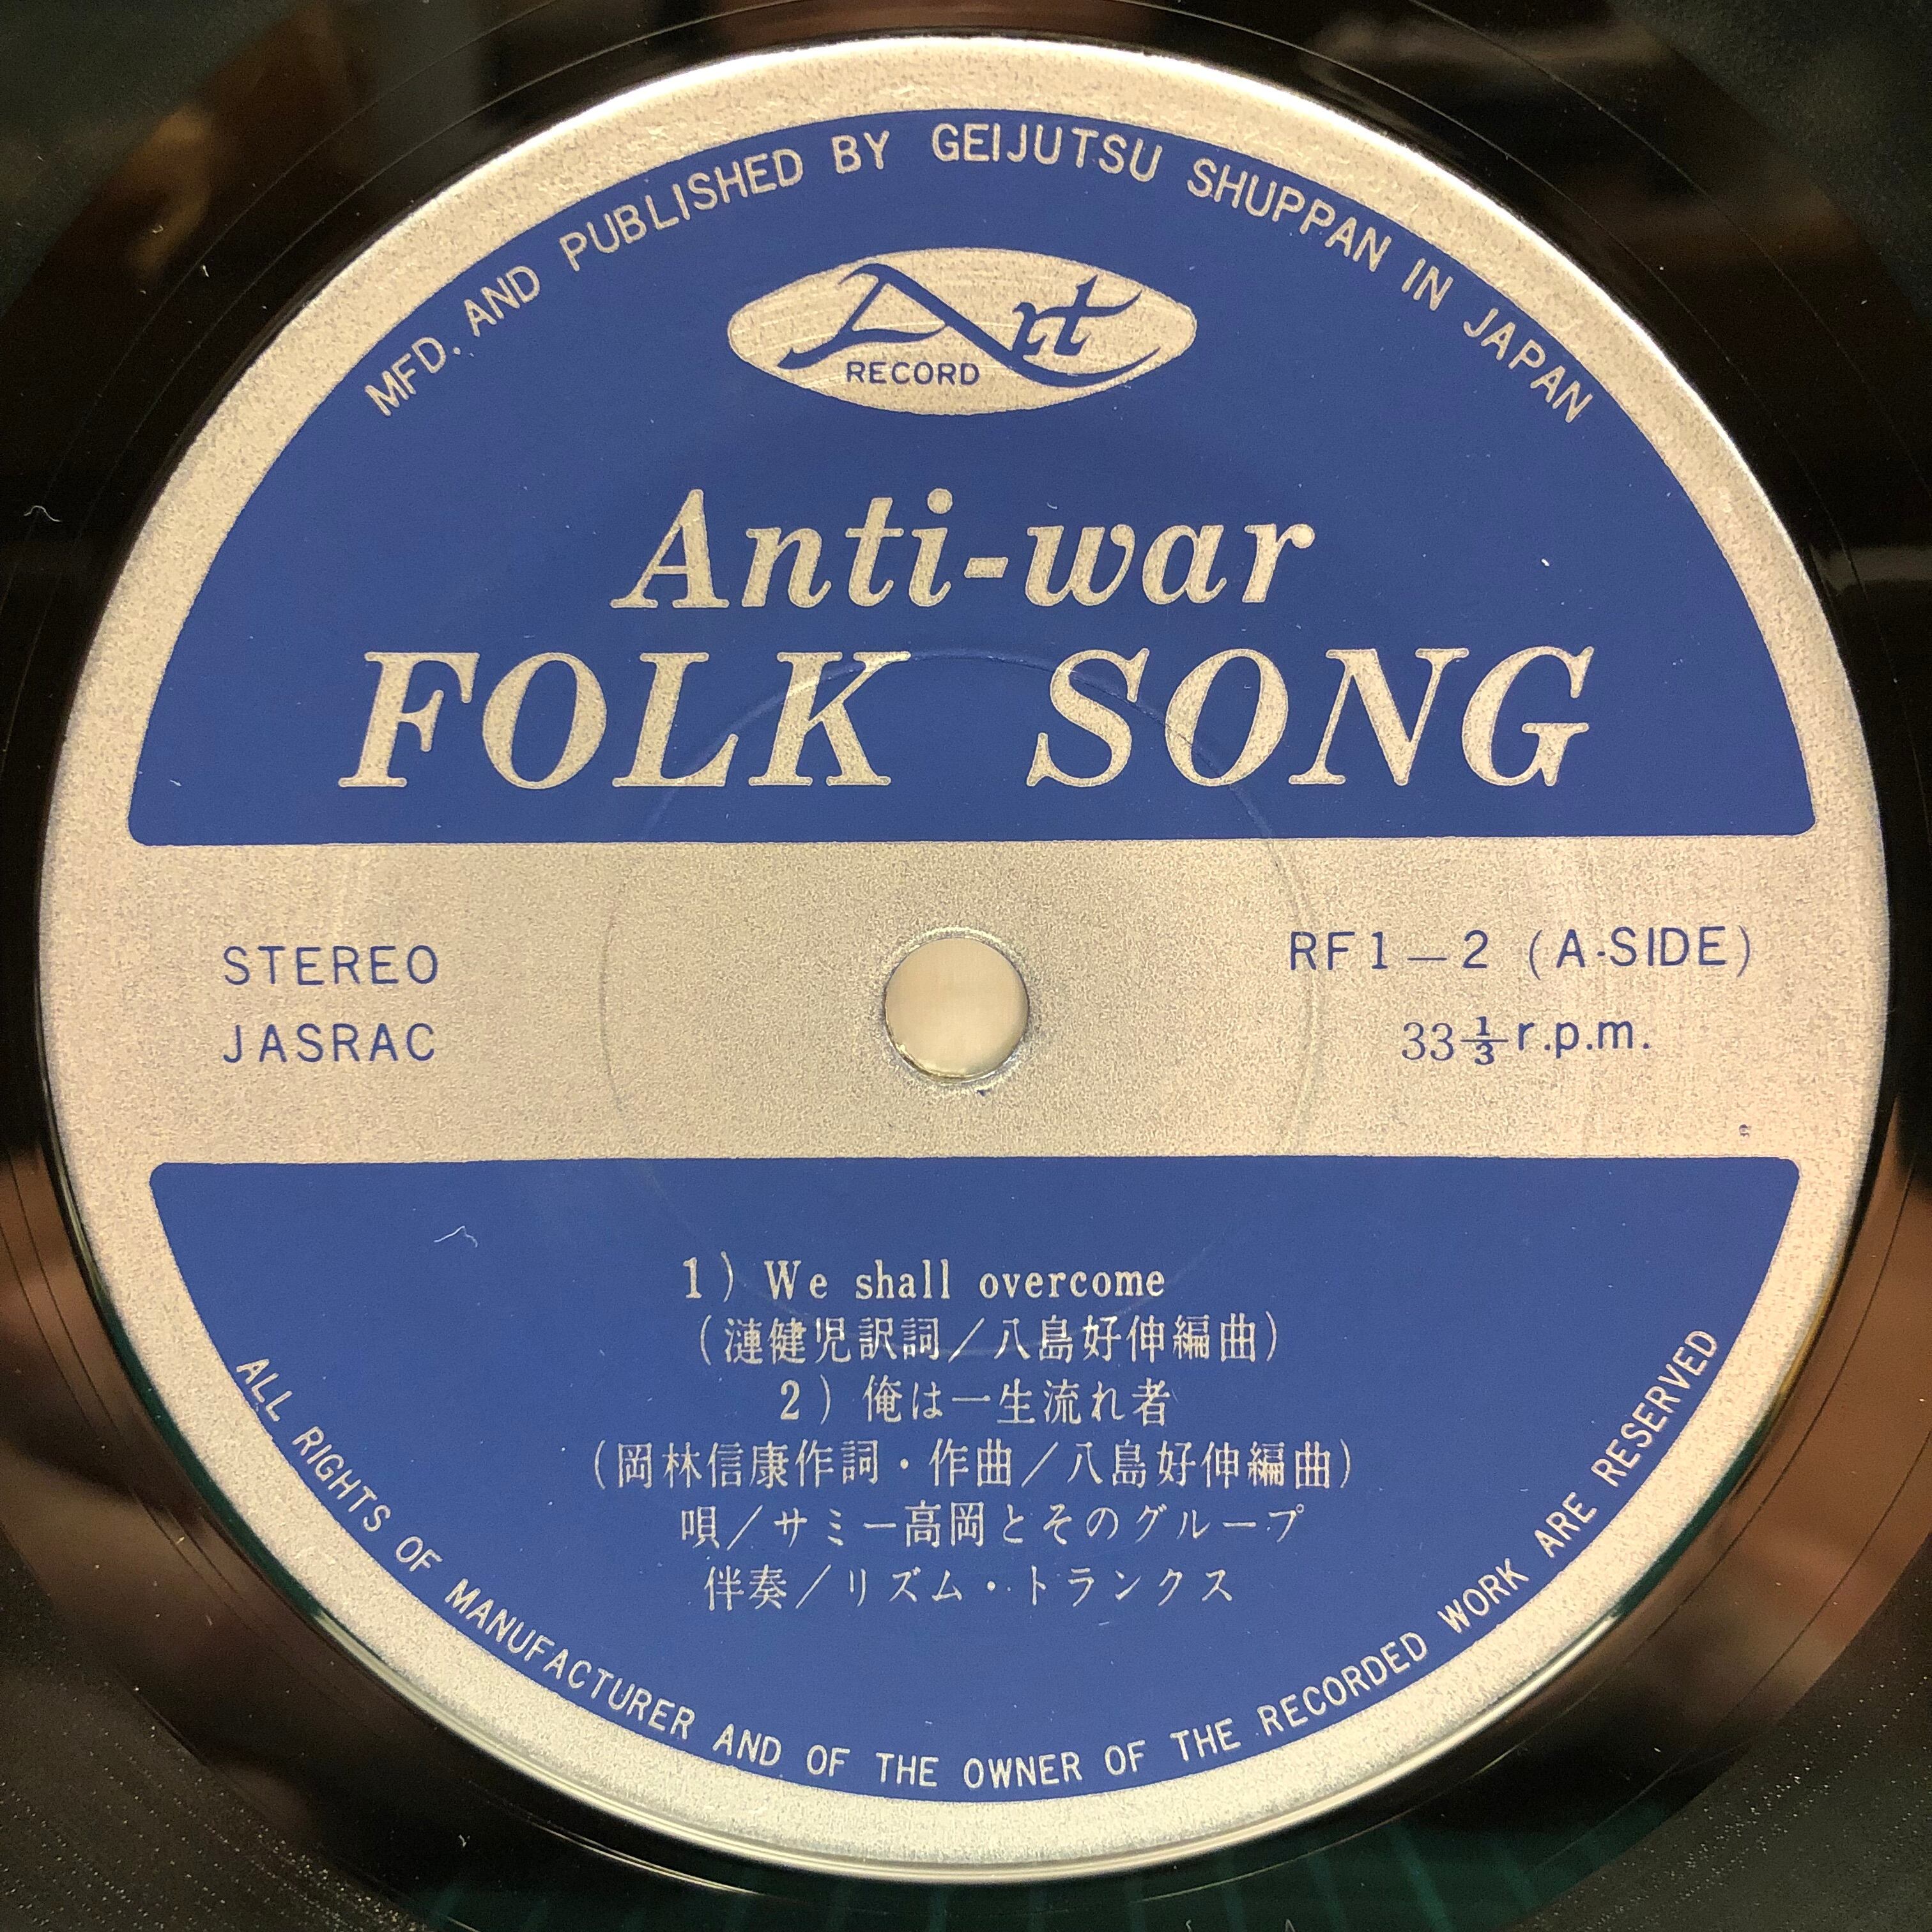 MFD. AND PUBLISHED BY GEIJUTSU SHUPPAN IN JAPAN
Art
RECORD
Anti-war
FOLK SONG
STEREO
JASRAC
RF1—2 (A-SIDE)
33⅓ r.p.m.
1) We shall overcome
(漣健児訳詞／八島好伸編曲)
2) 俺は一生流れ者
(岡林信康作詞・作曲／八島好伸編曲)
唄／サミー高岡とそのグループ
伴奏／リズム・トランクス
ALL RIGHTS OF MANUFACTURER AND OF THE OWNER OF THE RECORDED WORK ARE RESERVED